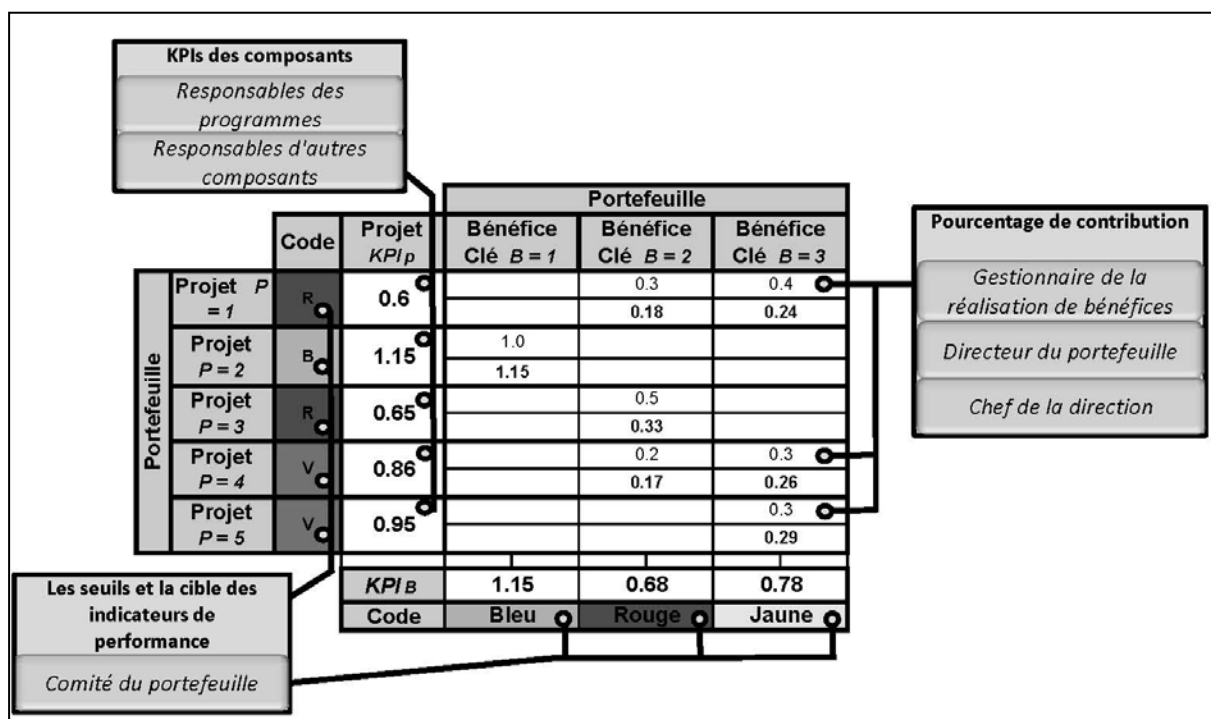 KPIs des composants
Responsables des
programmes
Responsables d'autres
composants
Portefeuille
Code
Projet
KPI p
Bénéfice
Clé B = 1
Bénéfice
Clé B = 2
Bénéfice
Clé B = 3
Pourcentage de contribution
Gestionnaire de la
réalisation de bénéfices
Directeur du portefeuille
Chef de la direction
Portefeuille
Projet P
= 1
R
0.6
0.3
0.4
0.18
0.24
Projet
P = 2
B
1.15
1.0
1.15
Projet
P = 3
R
0.65
0.5
0.33
Projet
P = 4
V
0.86
0.2
0.3
0.17
0.26
Projet
P = 5
V
0.95
0.3
0.29
KPI B
1.15
0.68
0.78
Code
Bleu
Rouge
Jaune
Les seuils et la cible des
indicateurs de
performance
Comité du portefeuille